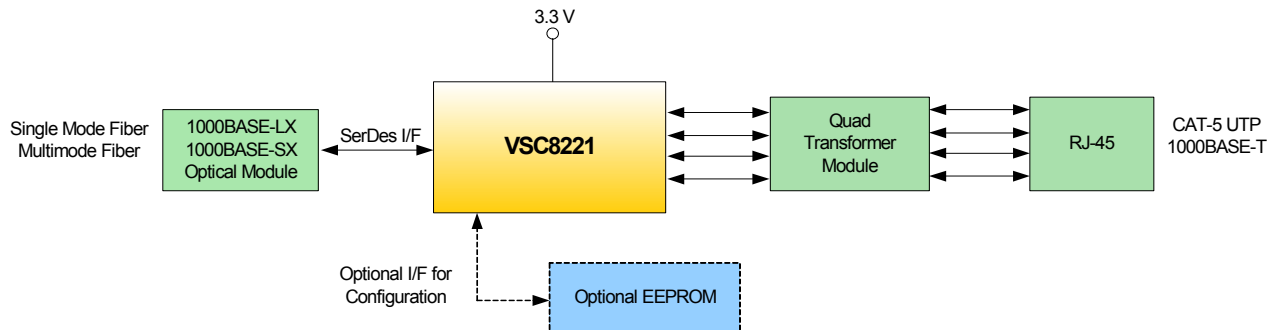 3.3 V
Single Mode Fiber
Multimode Fiber
1000BASE-LX
1000BASE-SX
Optical Module
SerDes I/F
VSC8221
Quad
Transformer
Module
RJ-45
CAT-5 UTP
1000BASE-T
Optional I/F for
Configuration
Optional EEPROM